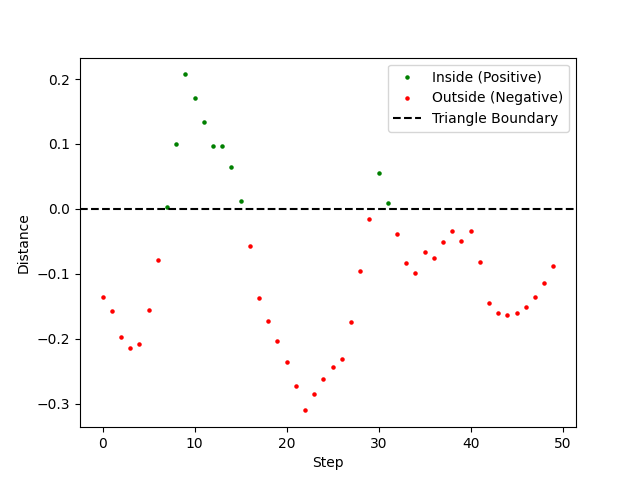 Inside (Positive)
Outside (Negative)
Triangle Boundary
0.2
0.1
0.0
−0.1
−0.2
−0.3
Distance
0 10 20 30 40 50
Step